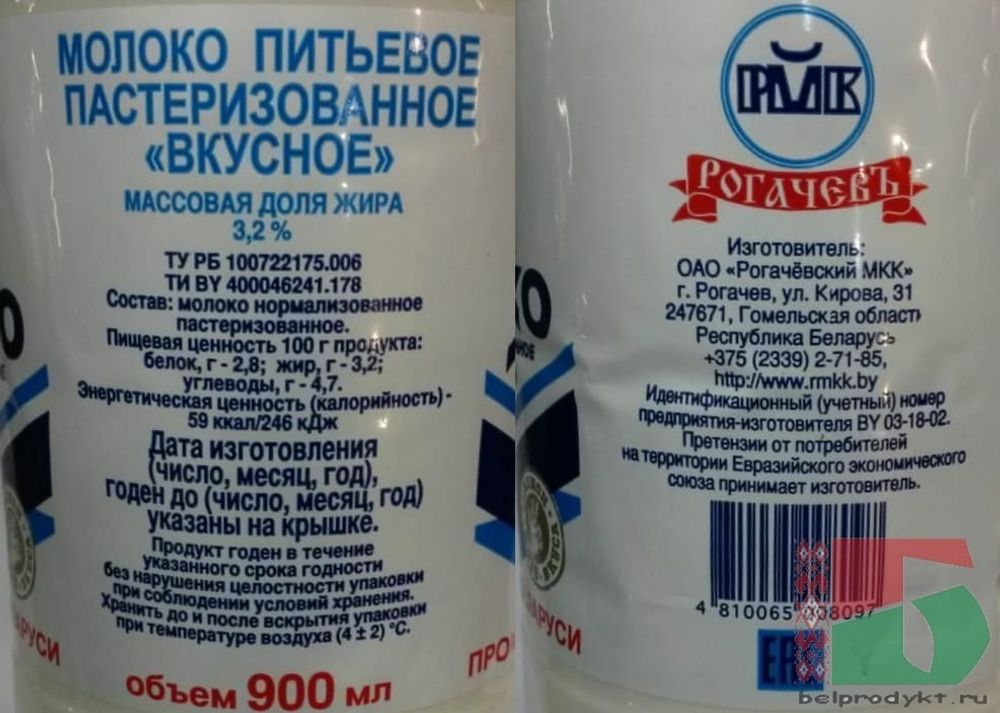 МОЛОКО ПИТЬЕВОЕ
ПАСТЕРИЗОВАННОЕ
«ВКУСНОЕ»
МАССОВАЯ ДОЛЯ ЖИРА
3,2 %
ТУ РБ 100722175.006
ТИ BY 400046241.178
Состав: молоко нормализованное
пастеризованное.
Пищевая ценность 100 г продукта:
белок, г - 2,8; жир, г - 3,2;
углеводы, г - 4,7.
Энергетическая ценность (калорийность) -
59 ккал/246 кДж
Дата изготовления
(число, месяц, год),
годен до (число, месяц, год)
указаны на крышке.
Продукт годен в течение
указанного срока годности
без нарушения целостности упаковки
при соблюдении условий хранения.
Хранить до и после вскрытия упаковки
при температуре воздуха (4 ± 2) °С.
объем 900 мл
РМК
РОГАЧЕВЪ
Изготовитель:
ОАО «Рогачёвский МКК»
г. Рогачев, ул. Кирова, 31
247671, Гомельская область
Республика Беларусь
+375 (2339) 2-71-85,
http://www.rmkk.by
Идентификационный (учетный) номер
предприятия-изготовителя BY 03-18-02.
Претензии от потребителей
на территории Евразийского экономического
союза принимает изготовитель.
4 810065 008097
EAC
belprodykt.ru